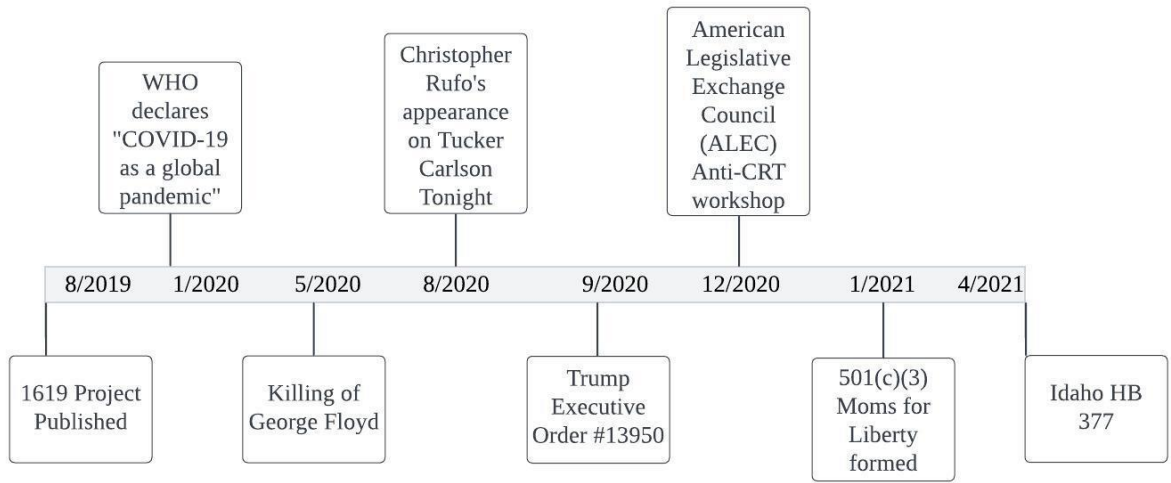 WHO
declares
"COVID-19
as a global
pandemic"
Christopher
Rufo's
appearance
on Tucker
Carlson
Tonight
American
Legislative
Exchange
Council
(ALEC)
Anti-CRT
workshop
8/2019 1/2020 5/2020 8/2020 9/2020 12/2020 1/2021 4/2021
1619 Project
Published
Killing of
George Floyd
Trump
Executive
Order #13950
501(c)(3)
Moms for
Liberty
formed
Idaho HB
377